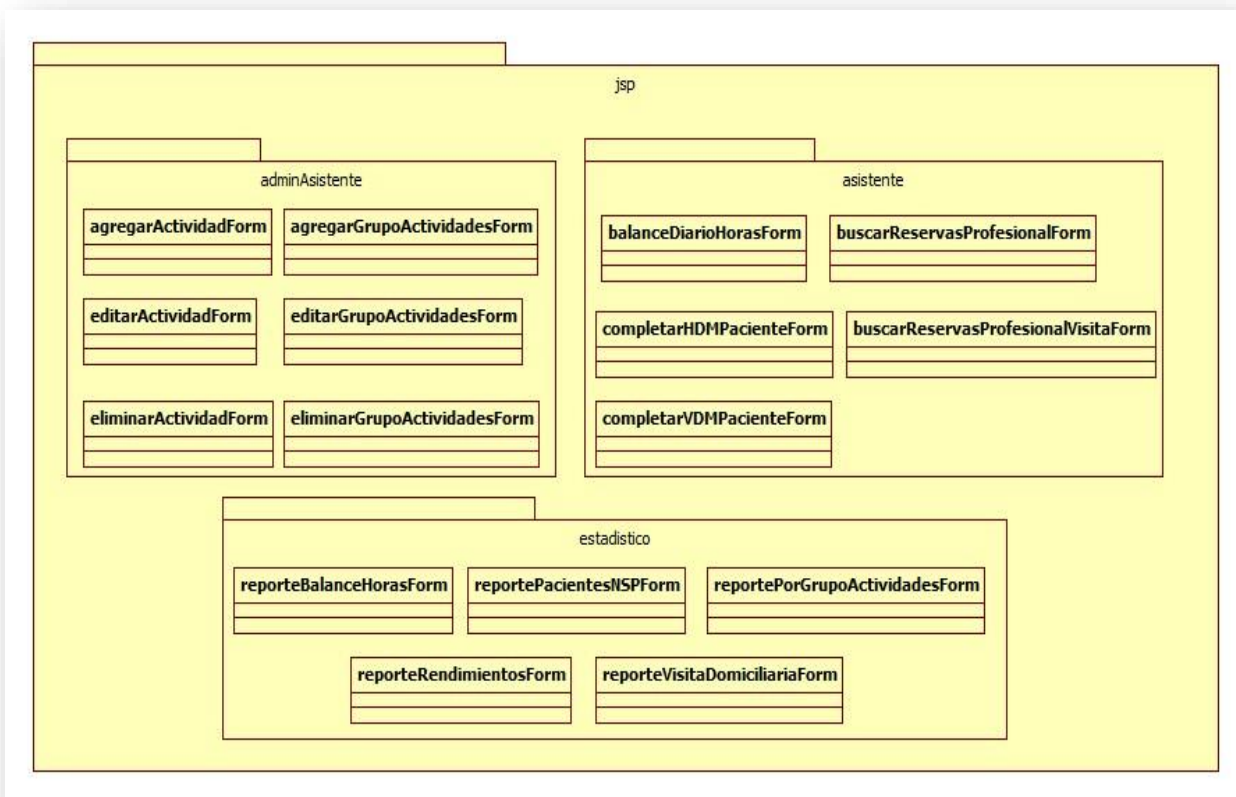 jsp
adminAsistente
agregarActividadForm
agregarGrupoActividadesForm
editarActividadForm
editarGrupoActividadesForm
eliminarActividadForm
eliminarGrupoActividadesForm
asistente
balanceDiarioHorasForm
buscarReservasProfesionalForm
completarHDMPacienteForm
buscarReservasProfesionalVisitaForm
completarVDMPacienteForm
estadistico
reporteBalanceHorasForm
reportePacientesNSPForm
reportePorGrupoActividadesForm
reporteRendimientosForm
reporteVisitaDomiciliariaForm